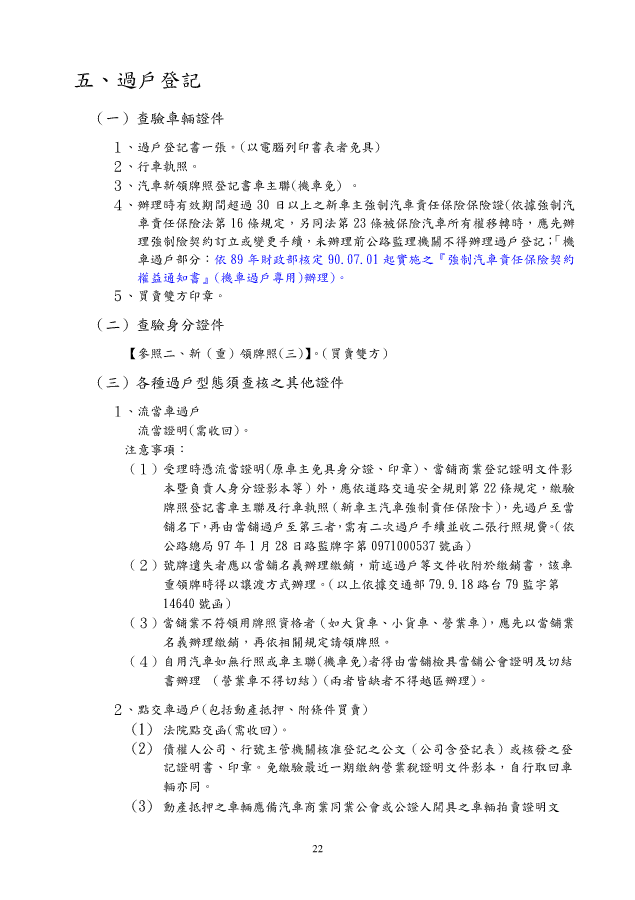 五、過戶登記
（一）查驗車輛證件
１、過戶登記書一張。(以電腦列印書表者免具)
２、行車執照。
３、汽車新領牌照登記書車主聯(機車免) 。
４、辦理時有效期間超過 30 日以上之新車主強制汽車責任保險保險證(依據強制汽
車責任保險法第 16 條規定，另同法第 23 條被保險汽車所有權移轉時，應先辦
理強制險契約訂立或變更手續，未辦理前公路監理機關不得辦理過戶登記；「機
車過戶部分：依 89 年財政部核定 90.07.01 起實施之『強制汽車責任保險契約
權益通知書』(機車過戶專用)辦理)。
５、買賣雙方印章。
（二）查驗身分證件
【參照二、新（重）領牌照(三)】。(買賣雙方)
（三）各種過戶型態須查核之其他證件
１、流當車過戶
流當證明(需收回)。
注意事項：
（１）受理時憑流當證明(原車主免具身分證、印章)、當舖商業登記證明文件影
本暨負責人身分證影本等）外，應依道路交通安全規則第 22 條規定，繳驗
牌照登記書車主聯及行車執照（新車主汽車強制責任保險卡），先過戶至當
舖名下，再由當舖過戶至第三者，需有二次過戶手續並收二張行照規費。(依
公路總局 97 年 1 月 28 日路監牌字第 0971000537 號函)
（２）號牌遺失者應以當舖名義辦理繳銷，前述過戶等文件收附於繳銷書，該車
重領牌時得以讓渡方式辦理。(以上依據交通部 79.9.18 路台 79 監字第
14640 號函)
（３）當舖業不符領用牌照資格者（如大貨車、小貨車、營業車），應先以當舖業
名義辦理繳銷，再依相關規定請領牌照。
（４）自用汽車如無行照或車主聯(機車免)者得由當舖檢具當舖公會證明及切結
書辦理 （營業車不得切結）(兩者皆缺者不得越區辦理)。
２、點交車過戶(包括動產抵押、附條件買賣)
(1) 法院點交函(需收回)。
(2) 債權人公司、行號主管機關核准登記之公文（公司含登記表）或核發之登
記證明書、印章。免繳驗最近一期繳納營業稅證明文件影本，自行取回車
輛亦同。
(3) 動產抵押之車輛應備汽車商業同業公會或公證人開具之車輛拍賣證明文
22